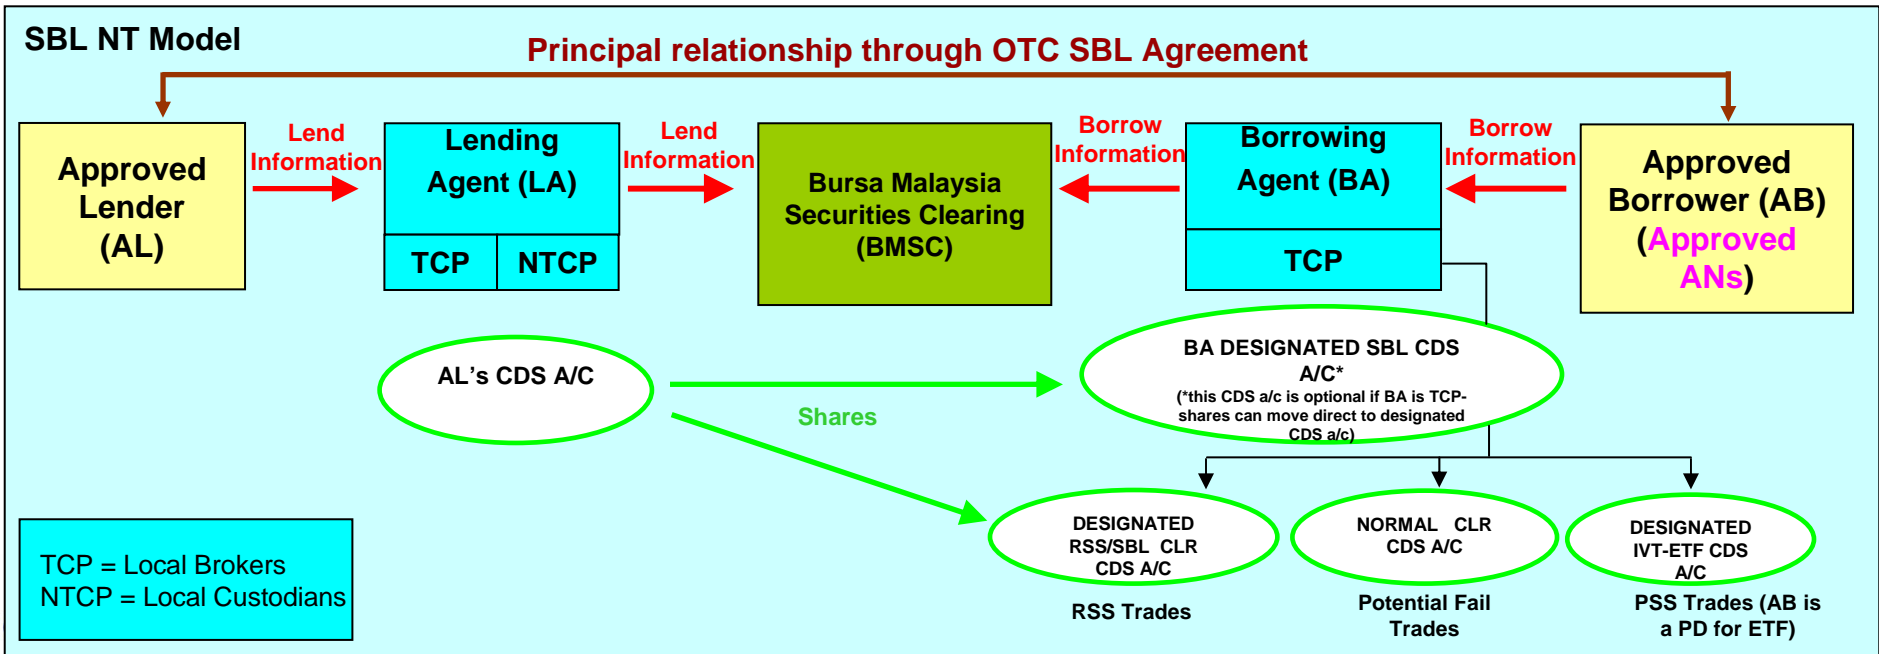 SBL NT Model
Principal relationship through OTC SBL Agreement
Approved
Lender
(AL)
Lend
Information
Lending
Agent (LA)
TCP
NTCP
Lend
Information
Bursa Malaysia
Securities Clearing
(BMSC)
Borrow
Information
Borrowing
Agent (BA)
TCP
Borrow
Information
Approved
Borrower (AB)
(Approved
ANs)
AL's CDS A/C
Shares
BA DESIGNATED SBL CDS
A/C*
(*this CDS a/c is optional if BA is TCP-
shares can move direct to designated
CDS a/c)
DESIGNATED
RSS/SBL CLR
CDS A/C
NORMAL CLR
CDS A/C
DESIGNATED
IVT-ETF CDS
A/C
RSS Trades
Potential Fail
Trades
PSS Trades (AB is
a PD for ETF)
TCP = Local Brokers
NTCP = Local Custodians